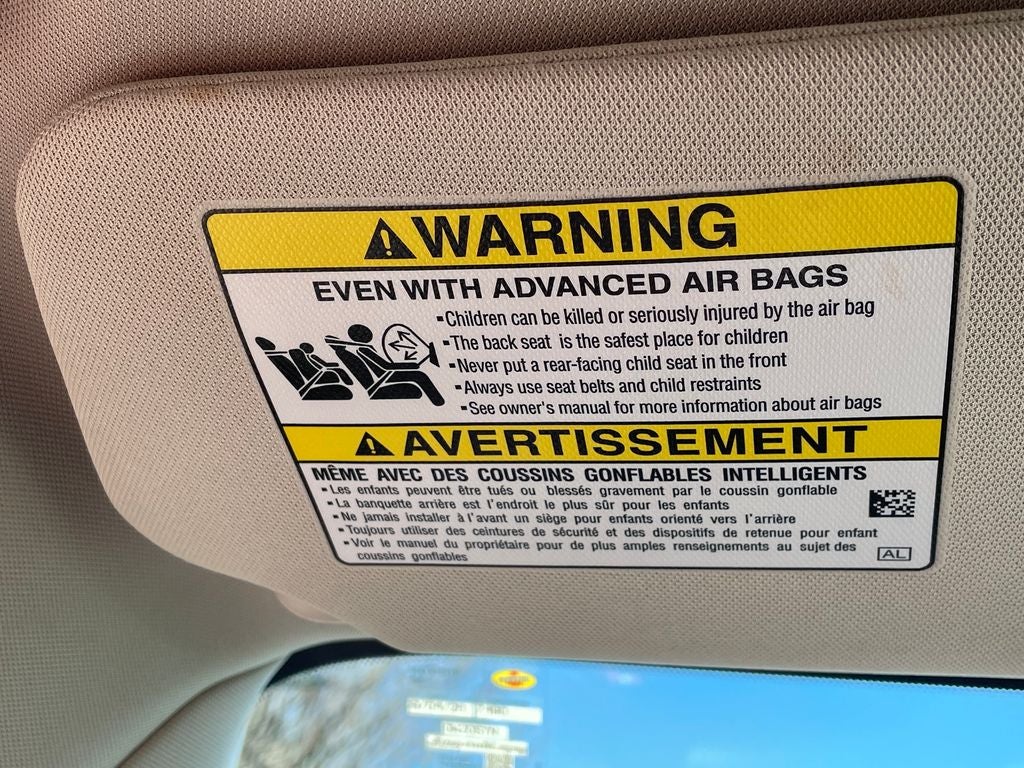 WARNING
EVEN WITH ADVANCED AIR BAGS
▪Children can be killed or seriously injured by the air bag
▪The back seat is the safest place for children
▪Never put a rear-facing child seat in the front
▪Always use seat belts and child restraints
▪See owner's manual for more information about air bags
AVERTISSEMENT
MÊME AVEC DES COUSSINS GONFLABLES INTELLIGENTS
▪Les enfants peuvent être tués ou blessés gravement par le coussin gonflable
▪La banquette arrière est l'endroit le plus sûr pour les enfants
▪Ne jamais installer à l'avant un siège pour enfants orienté vers l'arrière
▪Toujours utiliser des ceintures de sécurité et des dispositifs de retenue pour enfant
▪Voir le manuel du propriétaire pour de plus amples renseignements au sujet des
coussins gonflables
AL